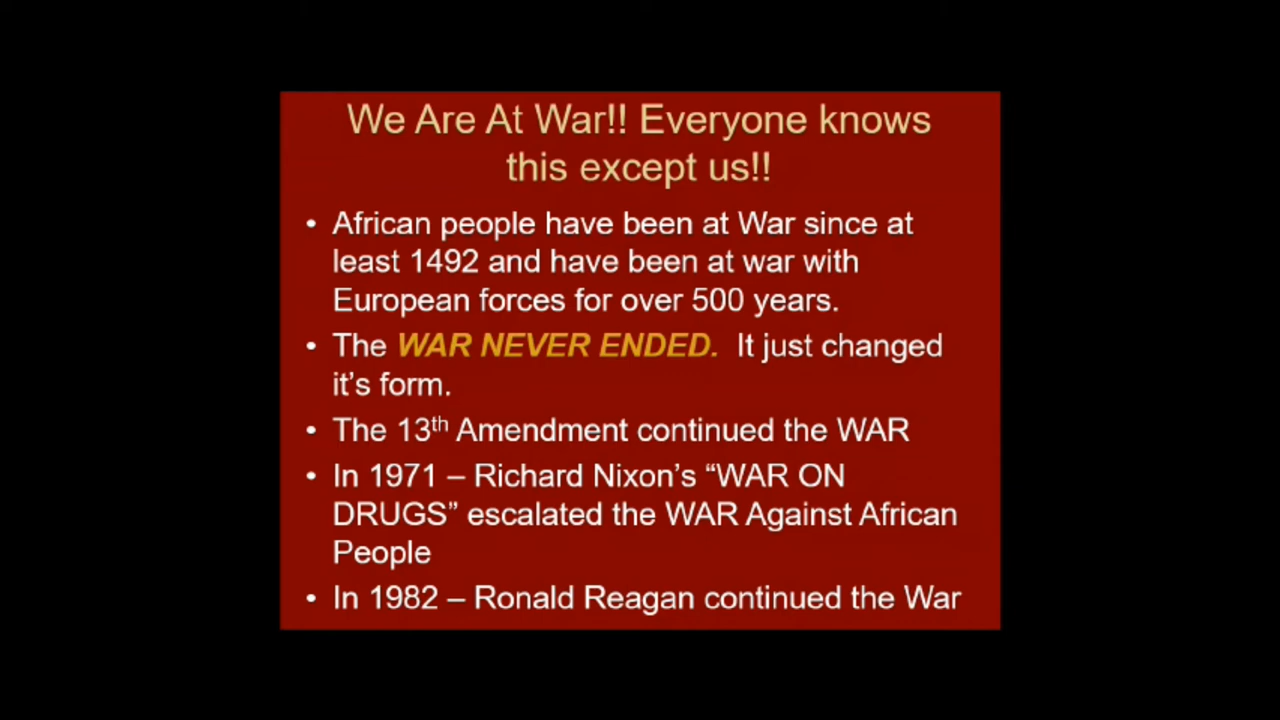 We Are At War!! Everyone knows
this except us!!
• African people have been at War since at
least 1492 and have been at war with
European forces for over 500 years.
• The WAR NEVER ENDED. It just changed
it's form.
• The 13th Amendment continued the WAR
• In 1971 – Richard Nixon's “WAR ON
DRUGS” escalated the WAR Against African
People
• In 1982 – Ronald Reagan continued the War